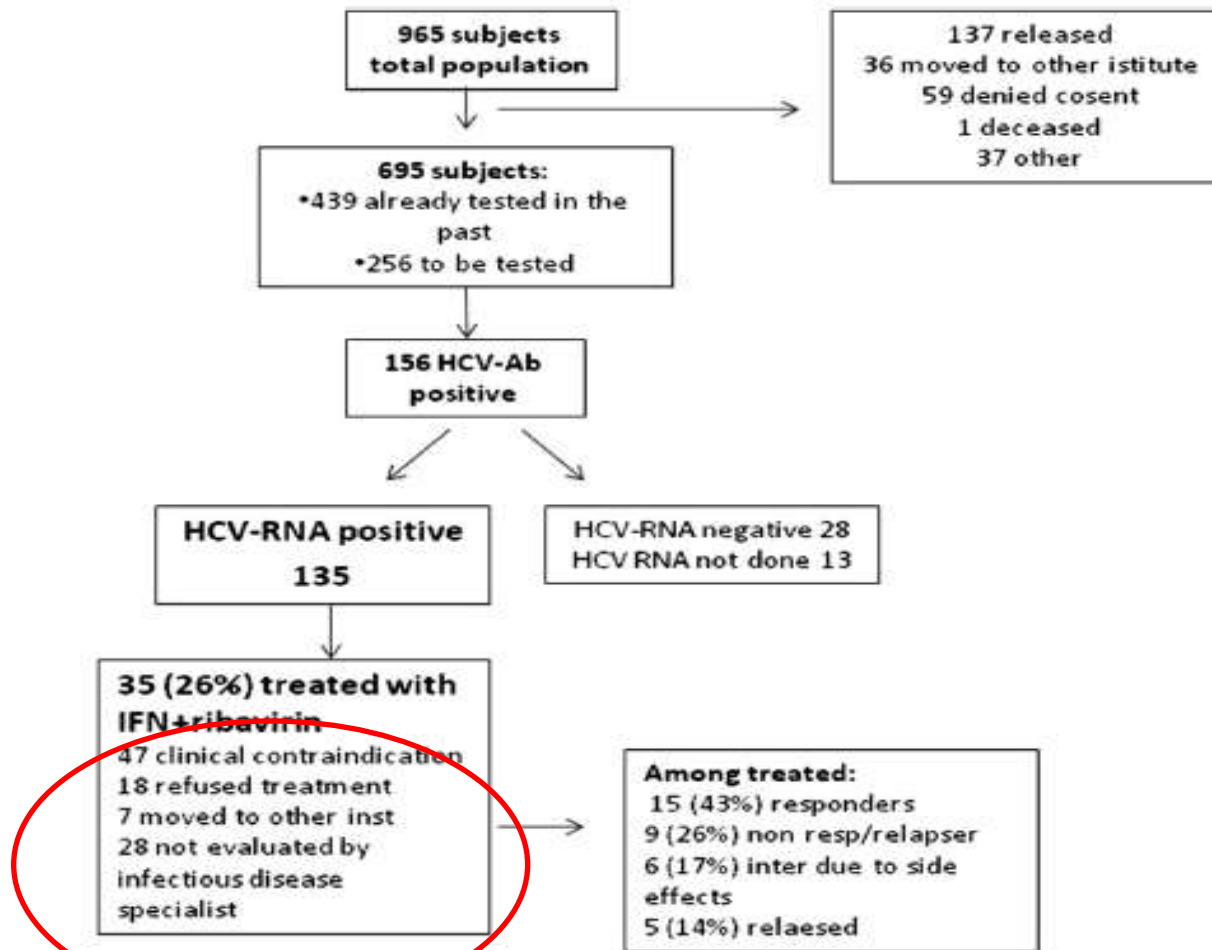 965 subjects
total population
137 released
36 moved to other istitute
59 denied cosent
1 deceased
37 other
695 subjects:
•439 already tested in the
past
•256 to be tested
156 HCV-Ab
positive
HCV-RNA positive
135
HCV-RNA negative 28
HCV RNA not done 13
35 (26%) treated with
IFN+ribavirin
47 clinical contraindication
18 refused treatment
7 moved to other inst
28 not evaluated by
infectious disease
specialist
Among treated:
15 (43%) responders
9 (26%) non resp/relapser
6 (17%) inter due to side
effects
5 (14%) relaesed